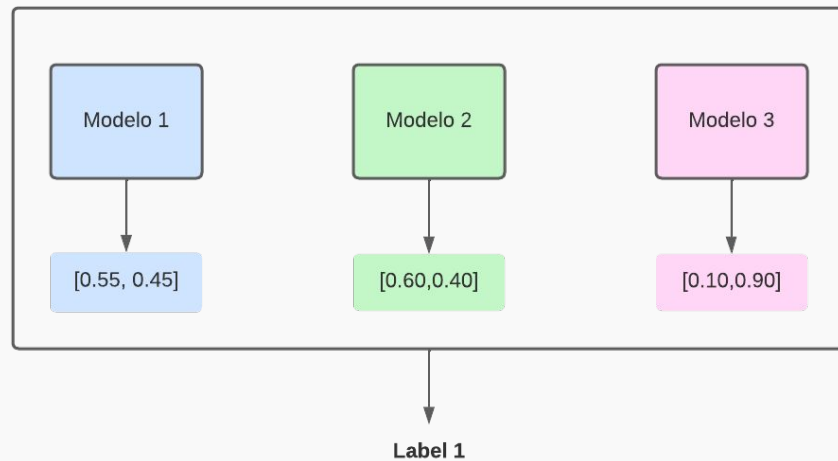 Modelo 1
Modelo 2
Modelo 3
[0.55, 0.45]
[0.60,0.40]
[0.10,0.90]
Label 1